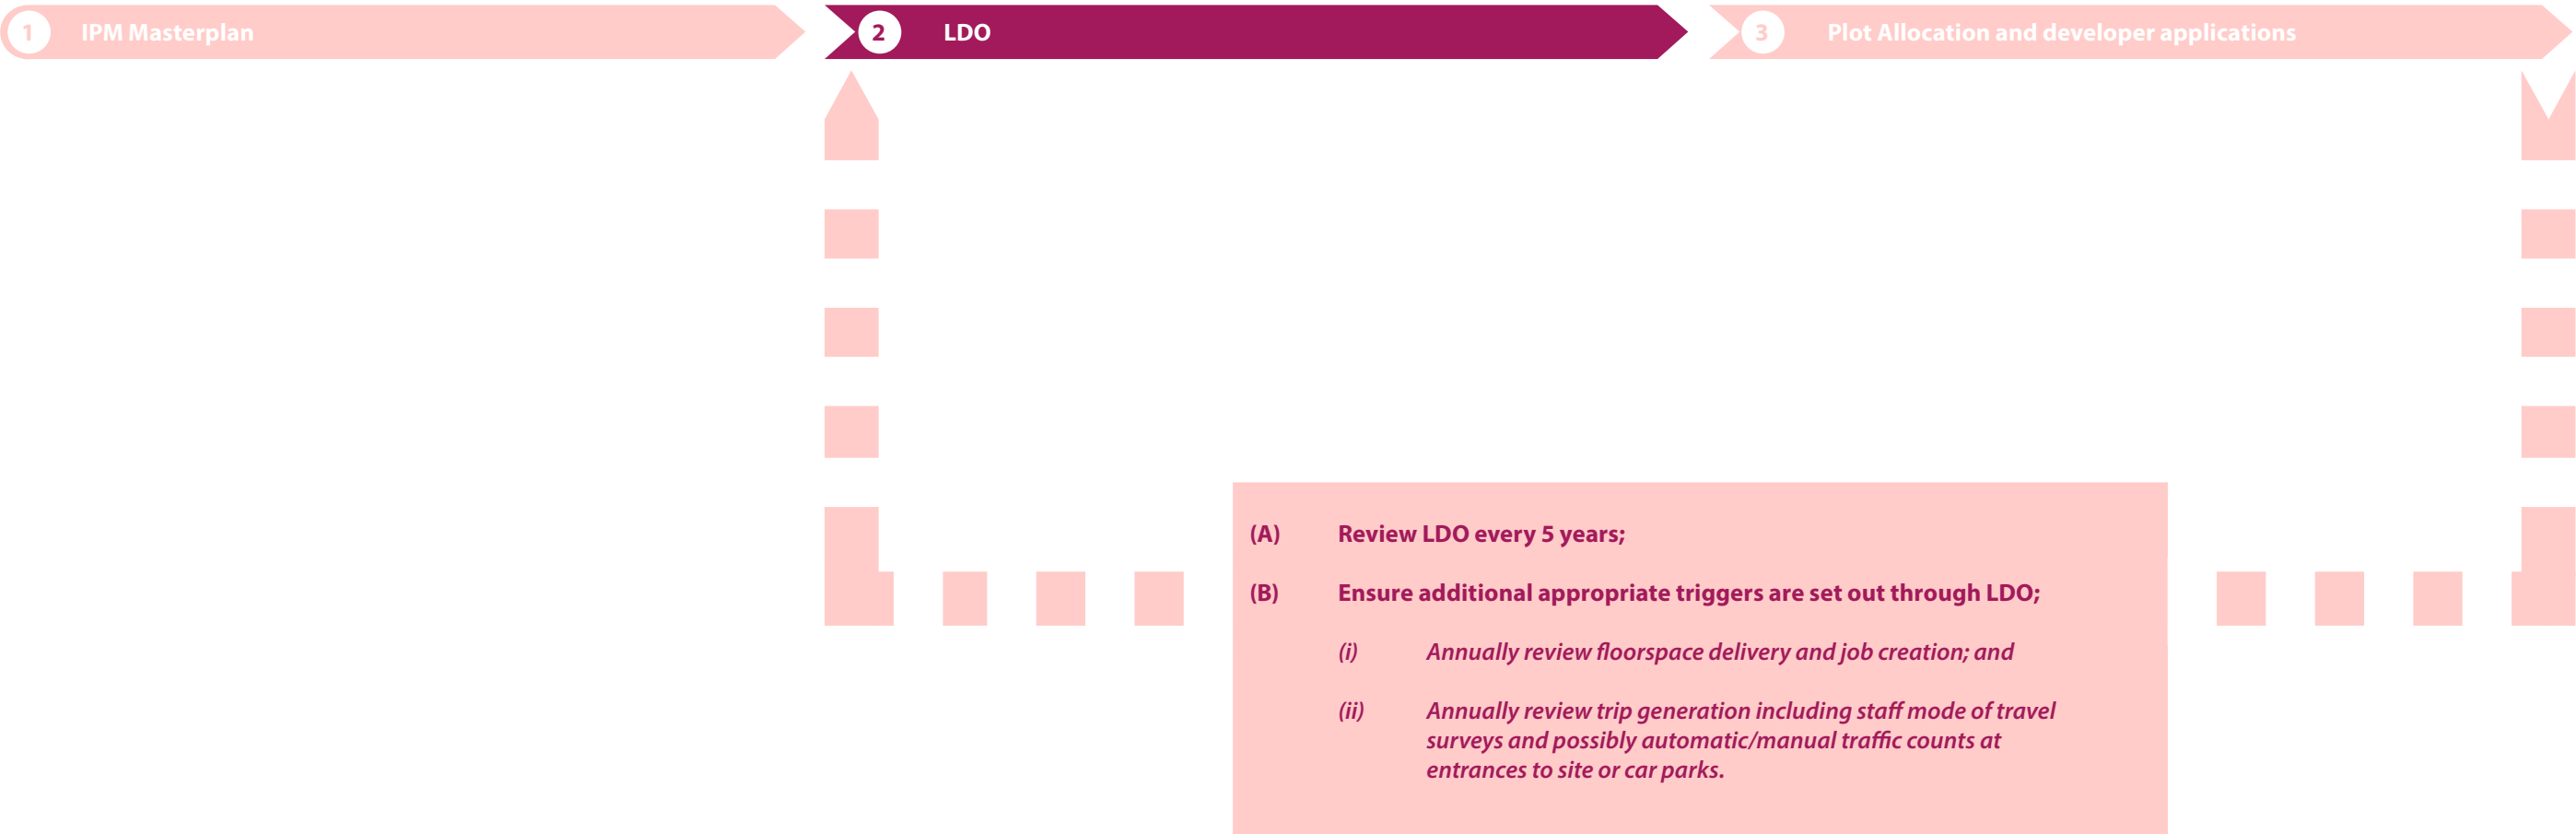 1 IPM Masterplan
2 LDO
3 Plot Allocation and developer applications
(A) Review LDO every 5 years;
(B) Ensure additional appropriate triggers are set out through LDO;
(i) Annually review floorspace delivery and job creation; and
(ii) Annually review trip generation including staff mode of travel
surveys and possibly automatic/manual traffic counts at
entrances to site or car parks.